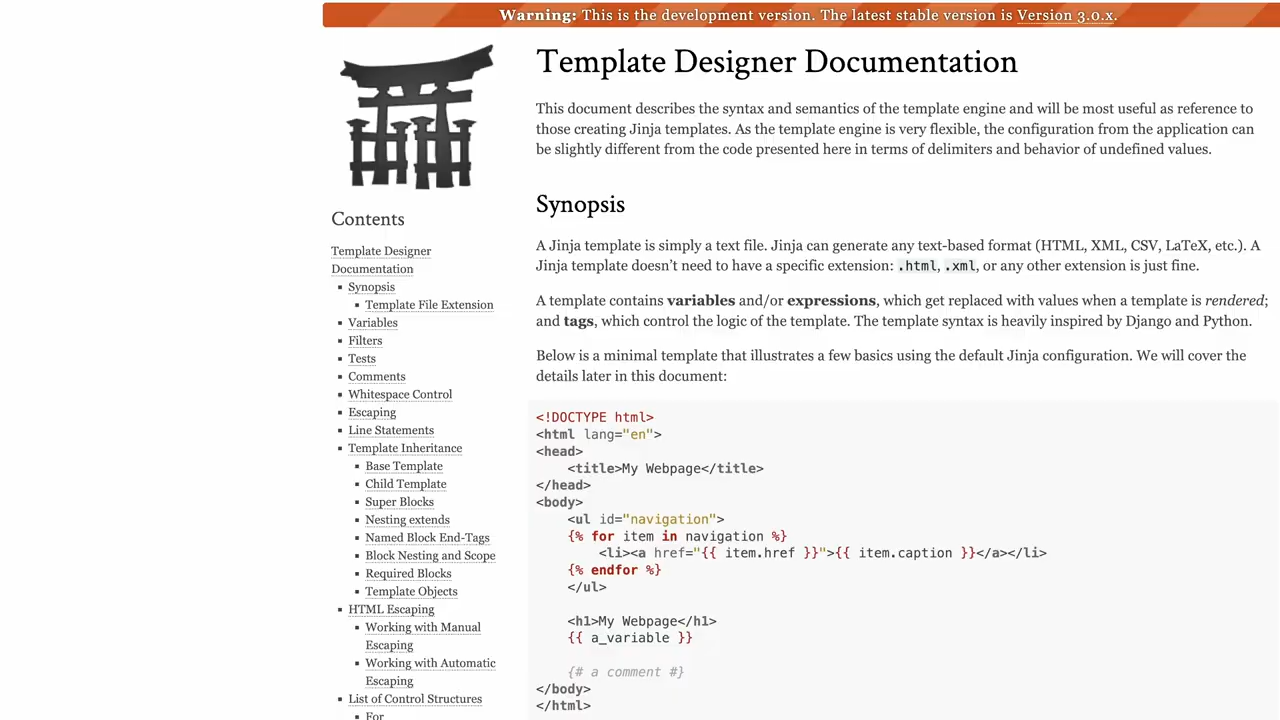 Warning: This is the development version. The latest stable version is Version 3.0.x.
Contents
Template Designer
Documentation
Synopsis
Template File Extension
Variables
Filters
Tests
Comments
Whitespace Control
Escaping
Line Statements
Template Inheritance
Base Template
Child Template
Super Blocks
Nesting extends
Named Block End-Tags
Block Nesting and Scope
Required Blocks
Template Objects
HTML Escaping
Working with Manual
Escaping
Working with Automatic
Escaping
List of Control Structures
For
Template Designer Documentation
This document describes the syntax and semantics of the template engine and will be most useful as reference to
those creating Jinja templates. As the template engine is very flexible, the configuration from the application can
be slightly different from the code presented here in terms of delimiters and behavior of undefined values.
Synopsis
A Jinja template is simply a text file. Jinja can generate any text-based format (HTML, XML, CSV, LaTeX, etc.). A
Jinja template doesn’t need to have a specific extension: .html, .xml, or any other extension is just fine.
A template contains variables and/or expressions, which get replaced with values when a template is rendered;
and tags, which control the logic of the template. The template syntax is heavily inspired by Django and Python.
Below is a minimal template that illustrates a few basics using the default Jinja configuration. We will cover the
details later in this document:
<!DOCTYPE html>
<html lang="en">
<head>
    <title>My Webpage</title>
</head>
<body>
    <ul id="navigation">
    {% for item in navigation %}
        <li><a href="{{ item.href }}">{{ item.caption }}</a></li>
    {% endfor %}
    </ul>
    <h1>My Webpage</h1>
    {{ a_variable }}
    {# a comment #}
</body>
</html>